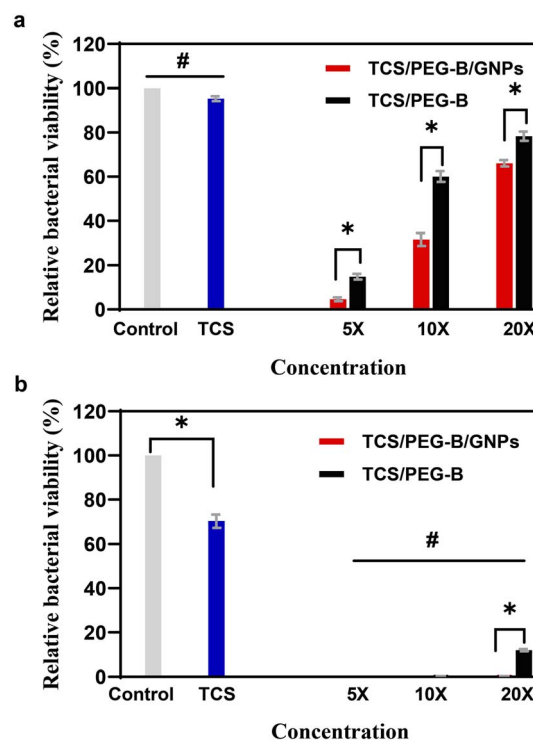 a
Relative bacterial viability (%)
120
100
80
60
40
20
0
#
TCS/PEG-B/GNPs
TCS/PEG-B
*
*
*
Control TCS 5X 10X 20X
Concentration
b
Relative bacterial viability (%)
120
100
80
60
40
20
0
*
TCS/PEG-B/GNPs
TCS/PEG-B
#
*
Control TCS 5X 10X 20X
Concentration